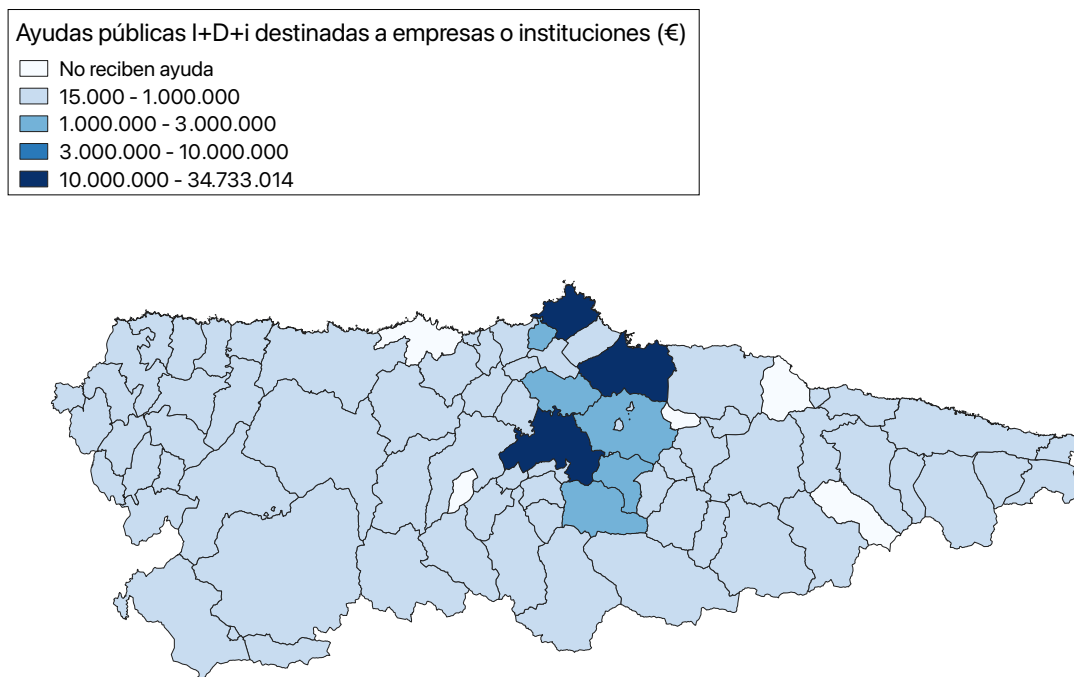 Ayudas públicas I+D+i destinadas a empresas o instituciones (€)
No reciben ayuda
15.000 - 1.000.000
1.000.000 - 3.000.000
3.000.000 - 10.000.000
10.000.000 - 34.733.014